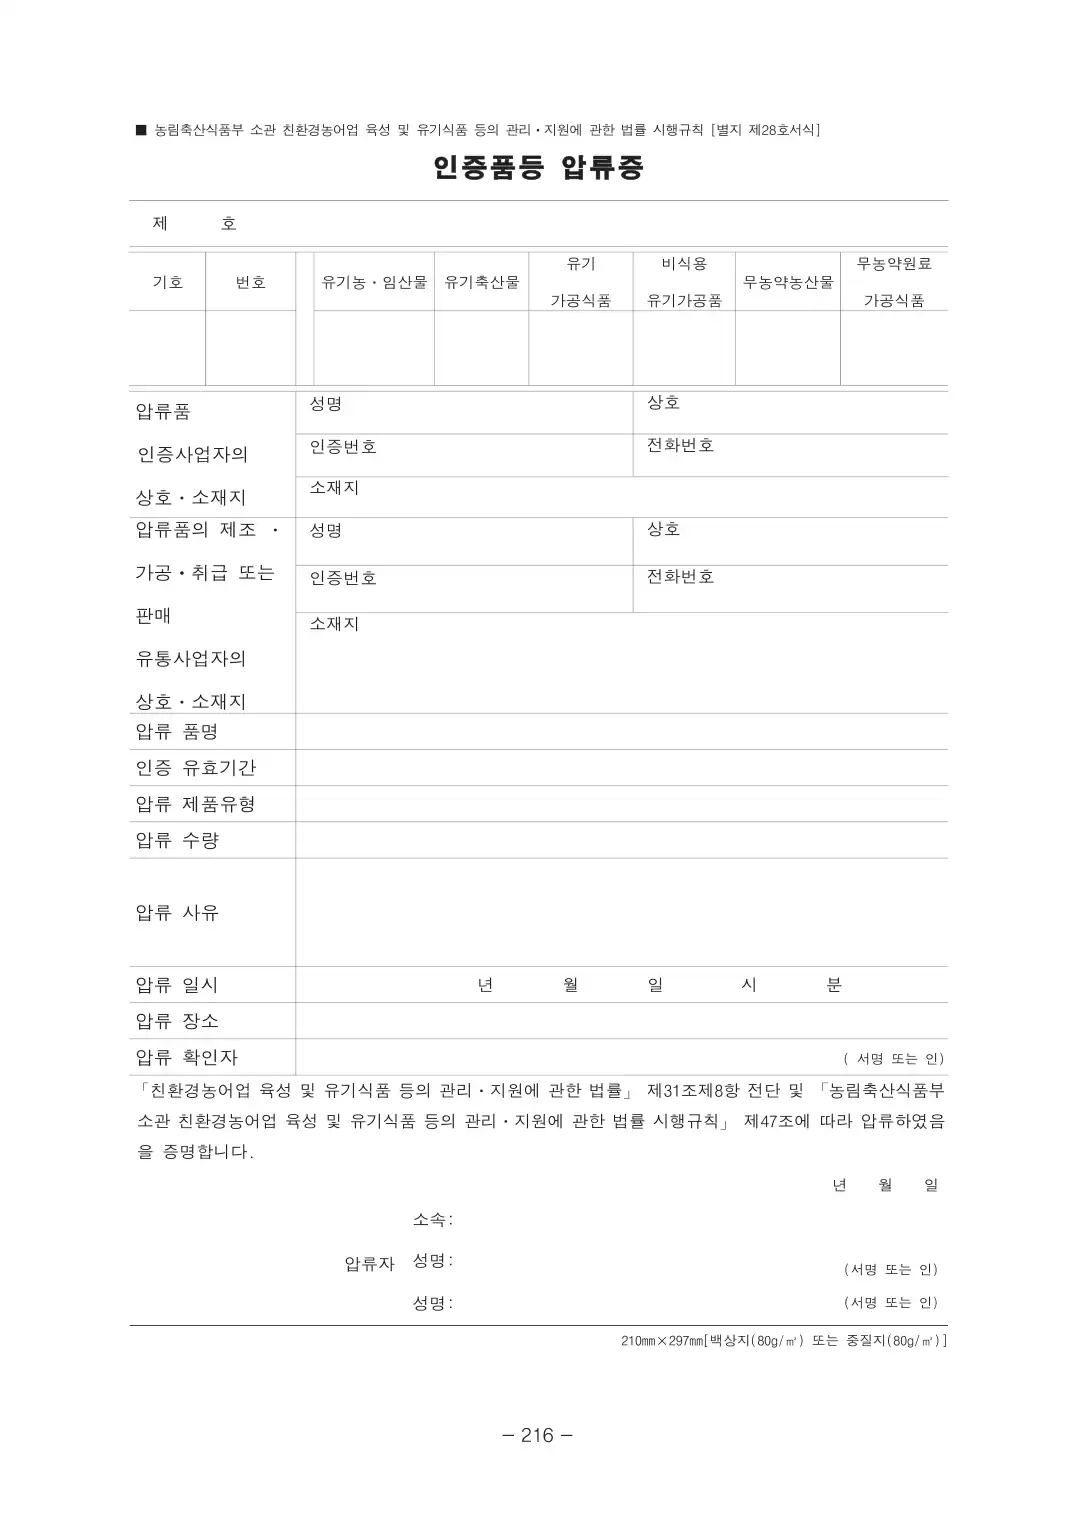 ■ 농림축산식품부 소관 친환경농어업 육성 및 유기식품 등의 관리ㆍ지원에 관한 법률 시행규칙 [별지 제28호서식]
인증품등 압류증
제 호
기호 번호 유기농ㆍ임산물 유기축산물 유기 가공식품 비식용 유기가공품 무농약농산물 무농약원료 가공식품
압류품
인증사업자의
상호ㆍ소재지
성명 상호
인증번호 전화번호
소재지
압류품의 제조 ㆍ
가공ㆍ취급 또는
판매
유통사업자의
상호ㆍ소재지
성명 상호
인증번호 전화번호
소재지
압류 품명
인증 유효기간
압류 제품유형
압류 수량
압류 사유
압류 일시 년 월 일 시 분
압류 장소
압류 확인자 ( 서명 또는 인)
「친환경농어업 육성 및 유기식품 등의 관리ㆍ지원에 관한 법률」 제31조제8항 전단 및 「농림축산식품부
소관 친환경농어업 육성 및 유기식품 등의 관리ㆍ지원에 관한 법률 시행규칙」 제47조에 따라 압류하였음
을 증명합니다.
년 월 일
소속:
압류자 성명: (서명 또는 인)
성명: (서명 또는 인)
210㎜×297㎜[백상지(80g/㎡) 또는 중질지(80g/㎡)]
- 216 -